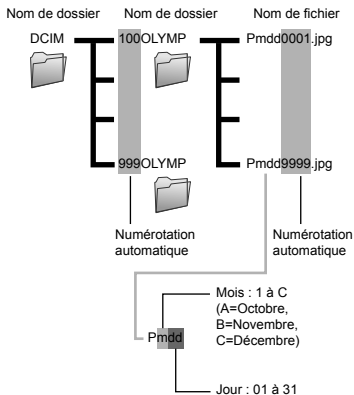 Nom de dossier Nom de dossier Nom de fichier
DCIM 100OLYMP Pmdd0001.jpg
999OLYMP Pmdd9999.jpg
Numérotation
automatique
Numérotation
automatique
Mois : 1 à C
(A=Octobre,
B=Novembre,
C=Décembre)
Pmdd
Jour : 01 à 31